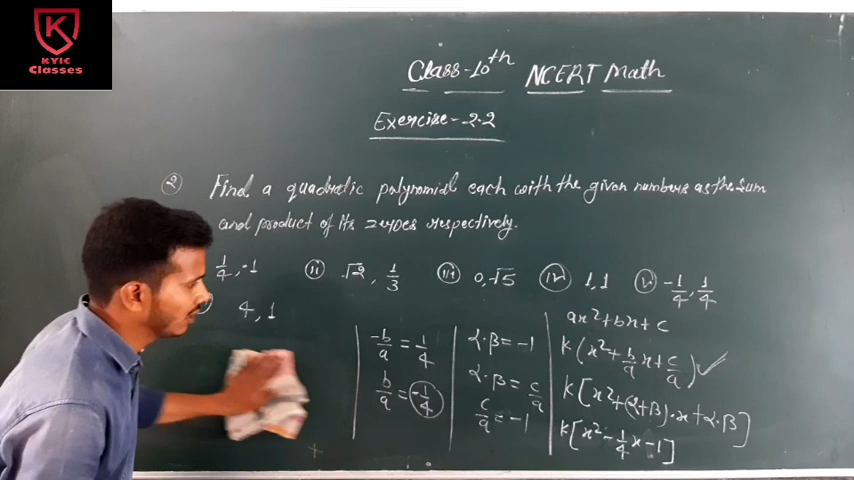 K
KYIC
Classes
Class-10th NCERT Math
Exercise-2.2
② Find a quadratic polynomial each with the given numbers as the sum
and product of its zeroes respectively.
1/4, -1 (ii) √2, 1/3 (iii) 0, √5 (iv) 1,1 (v) -1/4, 1/4
4, 1
-b/a = 1/4
b/a = -1/4
α.β = -1
α.β = c/a
c/a = -1
ax²+bx+c
K(x²+b/a x+c/a) ✓
K[x²+(α+β).x+α.β]
K[x²-1/4x-1]